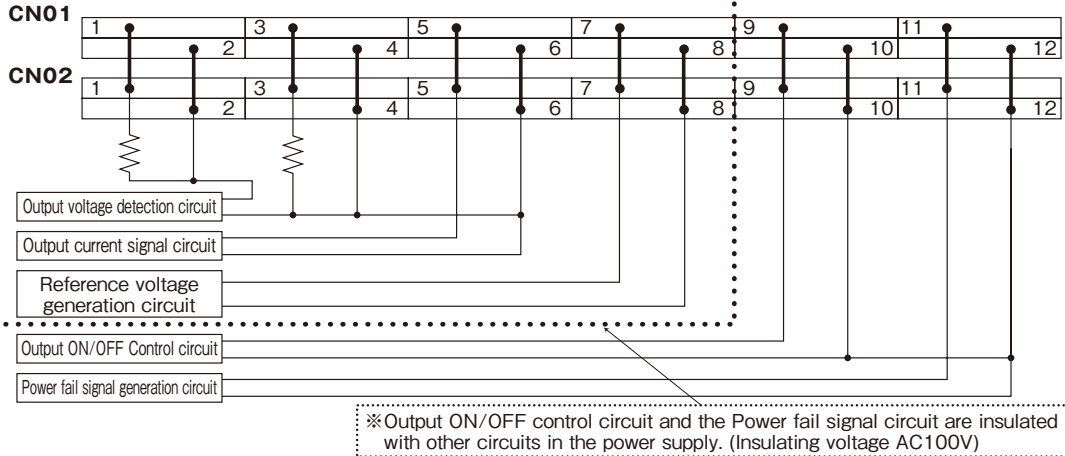 CN01
1 3 5 7 9 11
2 4 6 8 10 12
CN02
1 3 5 7 9 11
2 4 6 8 10 12
Output voltage detection circuit
Output current signal circuit
Reference voltage
generation circuit
Output ON/OFF Control circuit
Power fail signal generation circuit
※Output ON/OFF control circuit and the Power fail signal circuit are insulated
with other circuits in the power supply. (Insulating voltage AC100V)